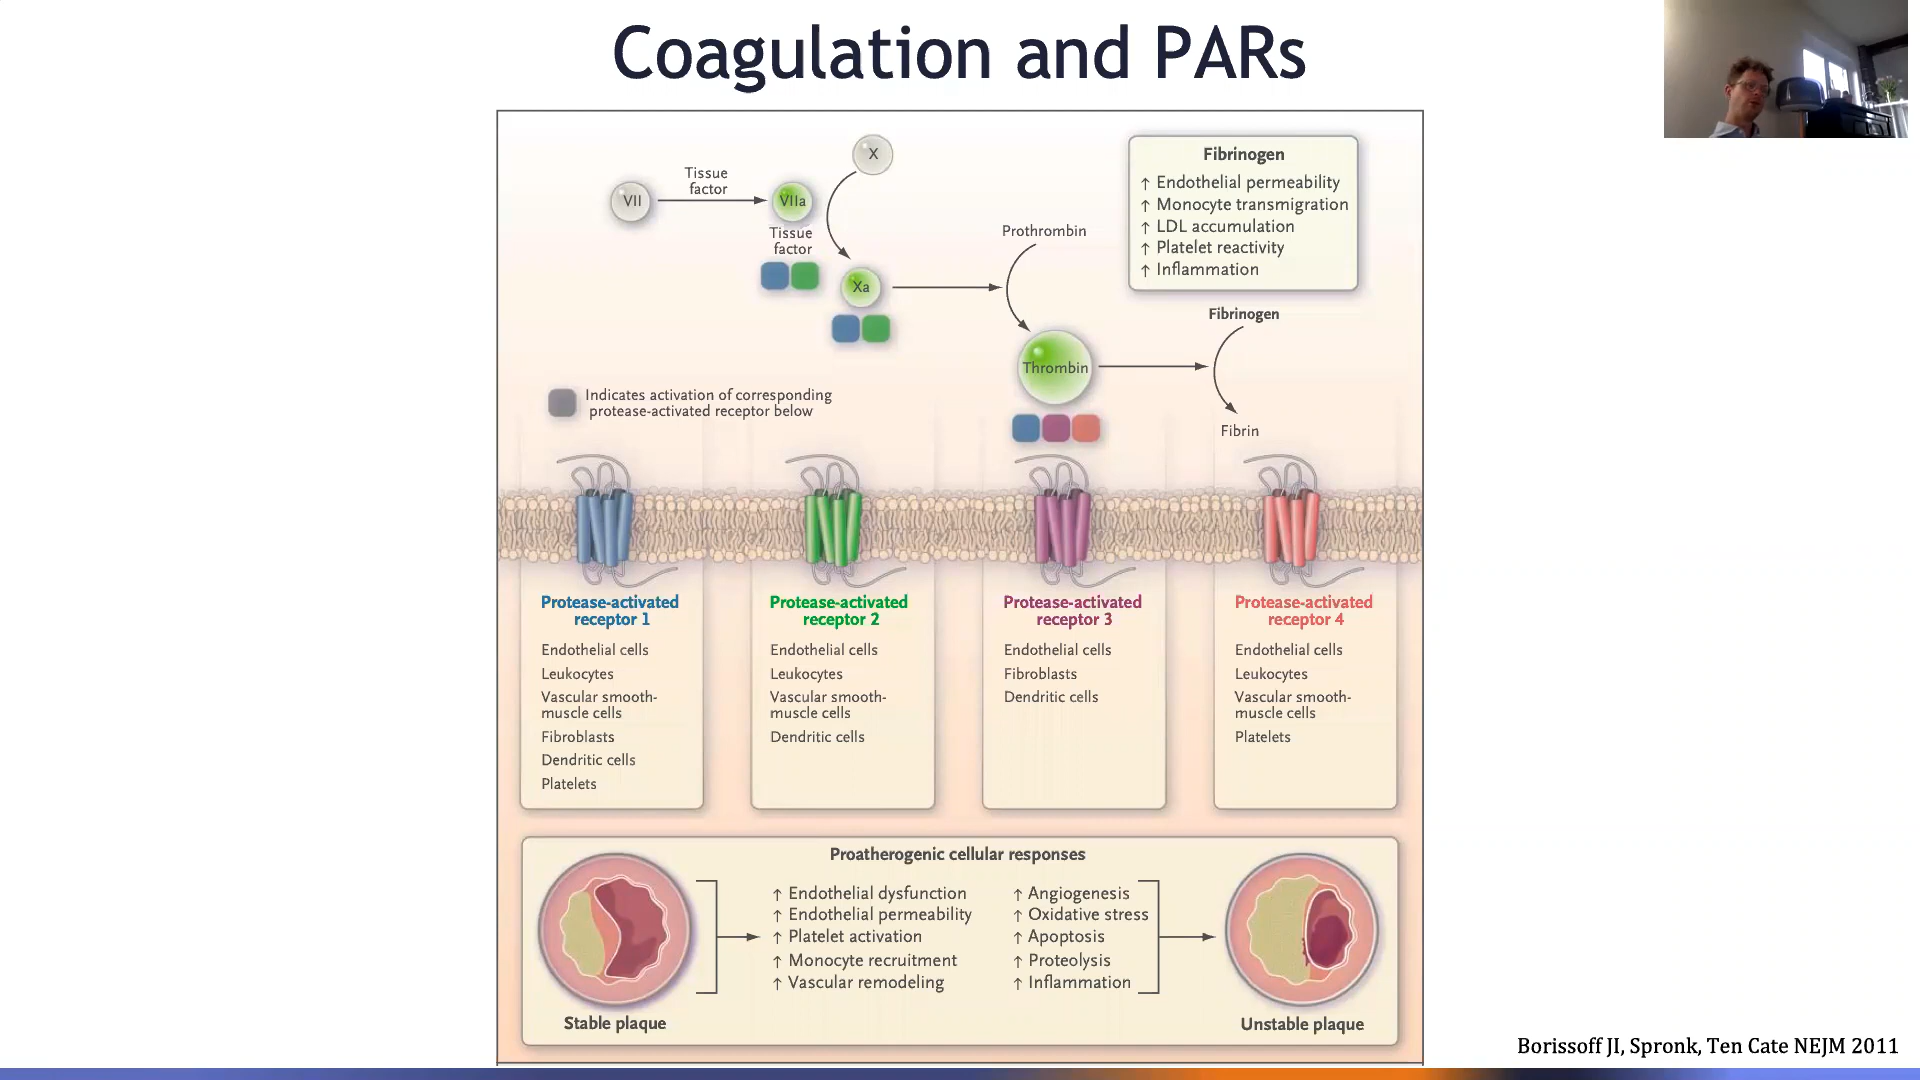 Coagulation and PARs
VII
Tissue
factor
VIIa
Tissue
factor
X
Xa
Prothrombin
Thrombin
Fibrinogen
↑ Endothelial permeability
↑ Monocyte transmigration
↑ LDL accumulation
↑ Platelet reactivity
↑ Inflammation
Fibrinogen
Fibrin
Indicates activation of corresponding
protease-activated receptor below
Protease-activated
receptor 1
Endothelial cells
Leukocytes
Vascular smooth-
muscle cells
Fibroblasts
Dendritic cells
Platelets
Protease-activated
receptor 2
Endothelial cells
Leukocytes
Vascular smooth-
muscle cells
Dendritic cells
Protease-activated
receptor 3
Endothelial cells
Fibroblasts
Dendritic cells
Protease-activated
receptor 4
Endothelial cells
Leukocytes
Vascular smooth-
muscle cells
Platelets
Proatherogenic cellular responses
↑ Endothelial dysfunction
↑ Endothelial permeability
↑ Platelet activation
↑ Monocyte recruitment
↑ Vascular remodeling
↑ Angiogenesis
↑ Oxidative stress
↑ Apoptosis
↑ Proteolysis
↑ Inflammation
Stable plaque
Unstable plaque
Borissoff JI, Spronk, Ten Cate NEJM 2011